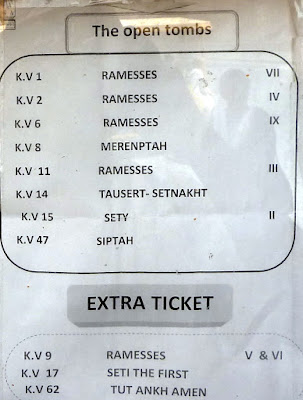 The open tombs
K.V 1 RAMESSES VII
K.V 2 RAMESSES IV
K.V 6 RAMESSES IX
K.V 8 MERENPTAH
K.V 11 RAMESSES III
K.V 14 TAUSERT- SETNAKHT
K.V 15 SETY II
K.V 47 SIPTAH
EXTRA TICKET
K.V 9 RAMESSES V & VI
K.V 17 SETI THE FIRST
K.V 62 TUT ANKH AMEN